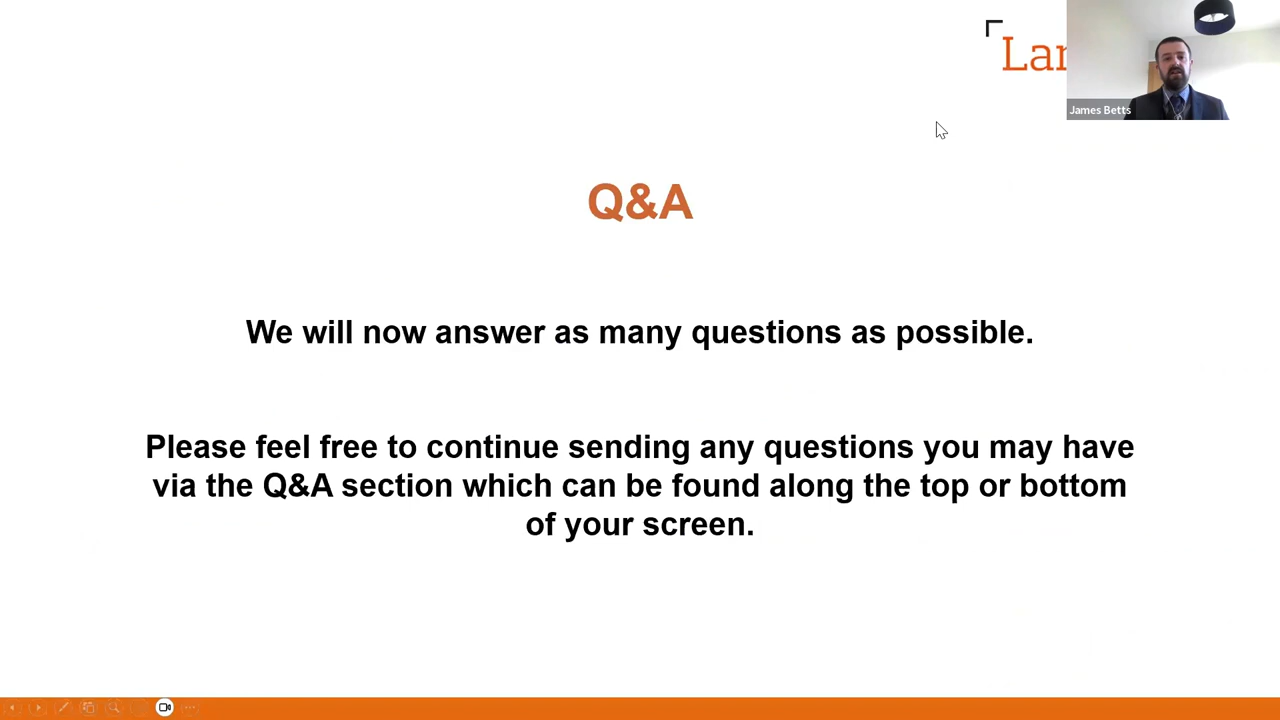 James Betts
Q&A
We will now answer as many questions as possible.
Please feel free to continue sending any questions you may have
via the Q&A section which can be found along the top or bottom
of your screen.